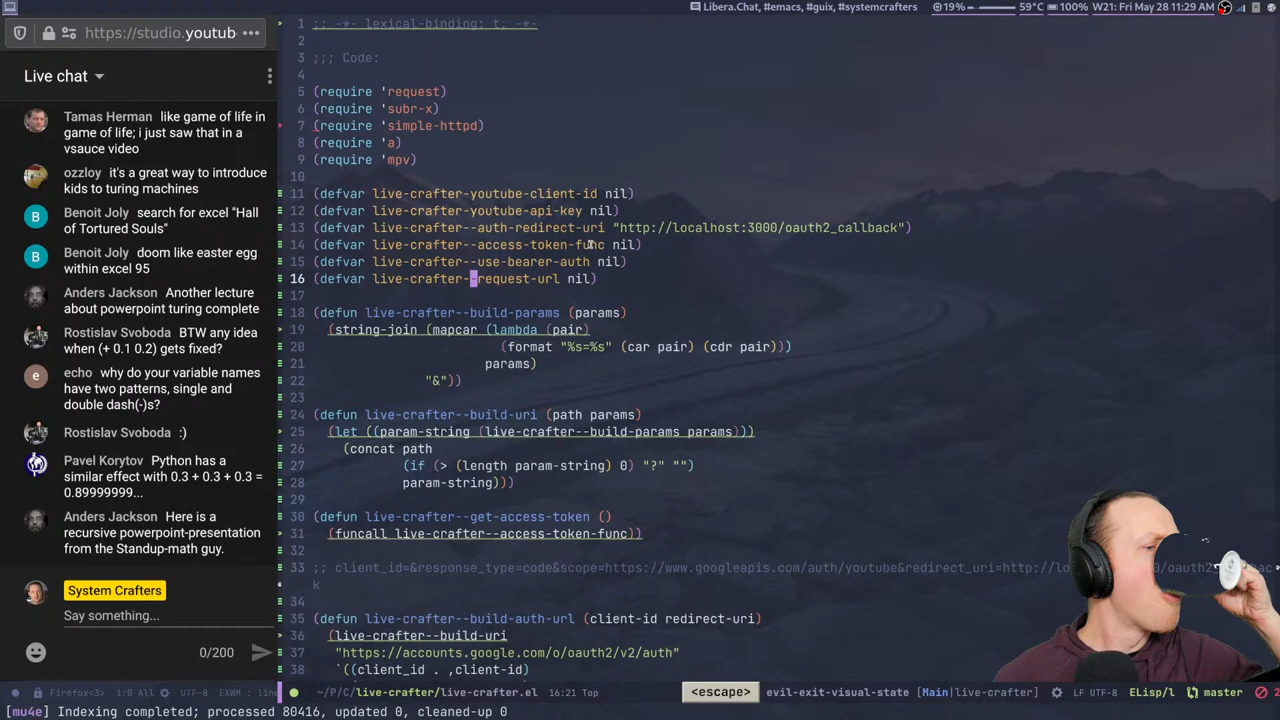 Libera.Chat, #emacs, #guix, #systemcrafters
19%
59°C
100%
W21: Fri May 28 11:29 AM
https://studio.youtub
Live chat
Tamas Herman like game of life in
game of life; i just saw that in a
vsauce video
ozzloy it's a great way to introduce
kids to turing machines
B
Benoit Joly search for excel "Hall
of Tortured Souls"
B
Benoit Joly doom like easter egg
within excel 95
Anders Jackson Another lecture
about powerpoint turing complete
Rostislav Svoboda BTW any idea
when (+ 0.1 0.2) gets fixed?
e
echo why do your variable names
have two patterns, single and
double dash(-)s?
Rostislav Svoboda :)
Pavel Korytov Python has a
similar effect with 0.3 + 0.3 + 0.3 =
0.89999999...
Anders Jackson Here is a
recursive powerpoint-presentation
from the Standup-math guy.
System Crafters
Say something...
0/200
1 ;; -*- lexical-binding: t; -*-
2
3 ;;; Code:
4
5 (require 'request)
6 (require 'subr-x)
7 (require 'simple-httpd)
8 (require 'a)
9 (require 'mpv)
10
11 (defvar live-crafter-youtube-client-id nil)
12 (defvar live-crafter-youtube-api-key nil)
13 (defvar live-crafter--auth-redirect-uri "http://localhost:3000/oauth2_callback")
14 (defvar live-crafter--access-token-func nil)
15 (defvar live-crafter--use-bearer-auth nil)
16 (defvar live-crafter--request-url nil)
17
18 (defun live-crafter--build-params (params)
19 (string-join (mapcar (lambda (pair)
20 (format "%s=%s" (car pair) (cdr pair)))
21 params)
22 "&"))
23
24 (defun live-crafter--build-uri (path params)
25 (let ((param-string (live-crafter--build-params params)))
26 (concat path
27 (if (> (length param-string) 0) "?" "")
28 param-string)))
29
30 (defun live-crafter--get-access-token ()
31 (funcall live-crafter--access-token-func))
32
33 ;; client_id=&response_type=code&scope=https://www.googleapis.com/auth/youtube&redirect_uri=http://lo
k
34
35 (defun live-crafter--build-auth-url (client-id redirect-uri)
36 (live-crafter--build-uri
37 "https://accounts.google.com/o/oauth2/v2/auth"
38 `((client_id . ,client-id)
Firefox<3> 1:0 All UTF-8 EXWM : line
~/P/C/live-crafter/live-crafter.el 16:21 Top
<escape> evil-exit-visual-state [Main|live-crafter]
LF UTF-8 ELisp/l master 2
[mu4e] Indexing completed; processed 80416, updated 0, cleaned-up 0